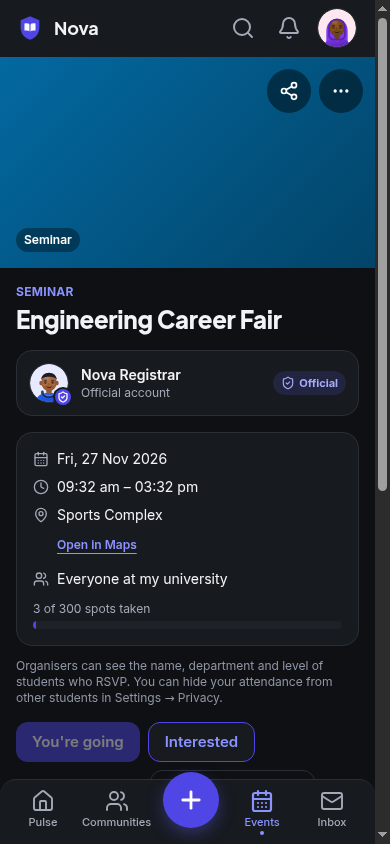 Nova
Seminar
SEMINAR
Engineering Career Fair
Nova Registrar
Official account
Official
Fri, 27 Nov 2026
09:32 am – 03:32 pm
Sports Complex
Open in Maps
Everyone at my university
3 of 300 spots taken
Organisers can see the name, department and level of
students who RSVP. You can hide your attendance from
other students in Settings → Privacy.
You're going
Interested
Pulse
Communities
Events
Inbox